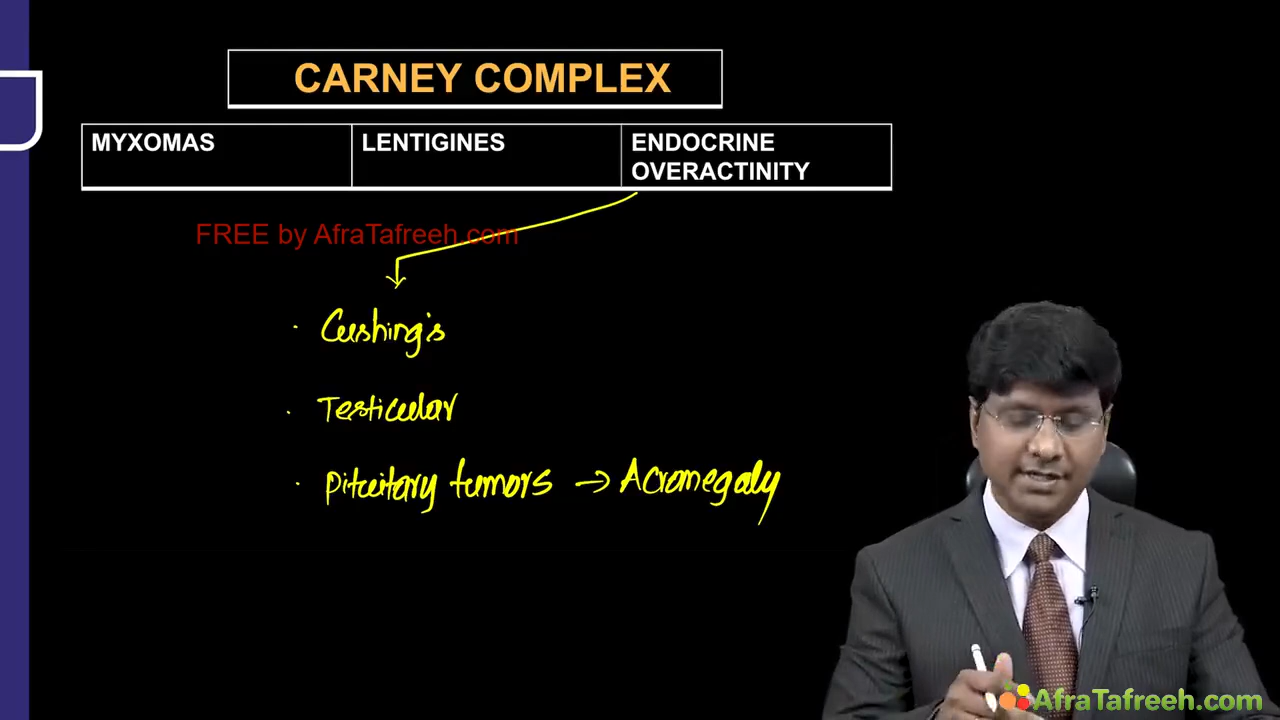 CARNEY COMPLEX
MYXOMAS
LENTIGINES
ENDOCRINE
OVERACTINITY
FREE by AfraTafreeh.com
· Cushing's
· Testicular
· Pituitary tumors → Acromegaly
AfraTafreeh.com